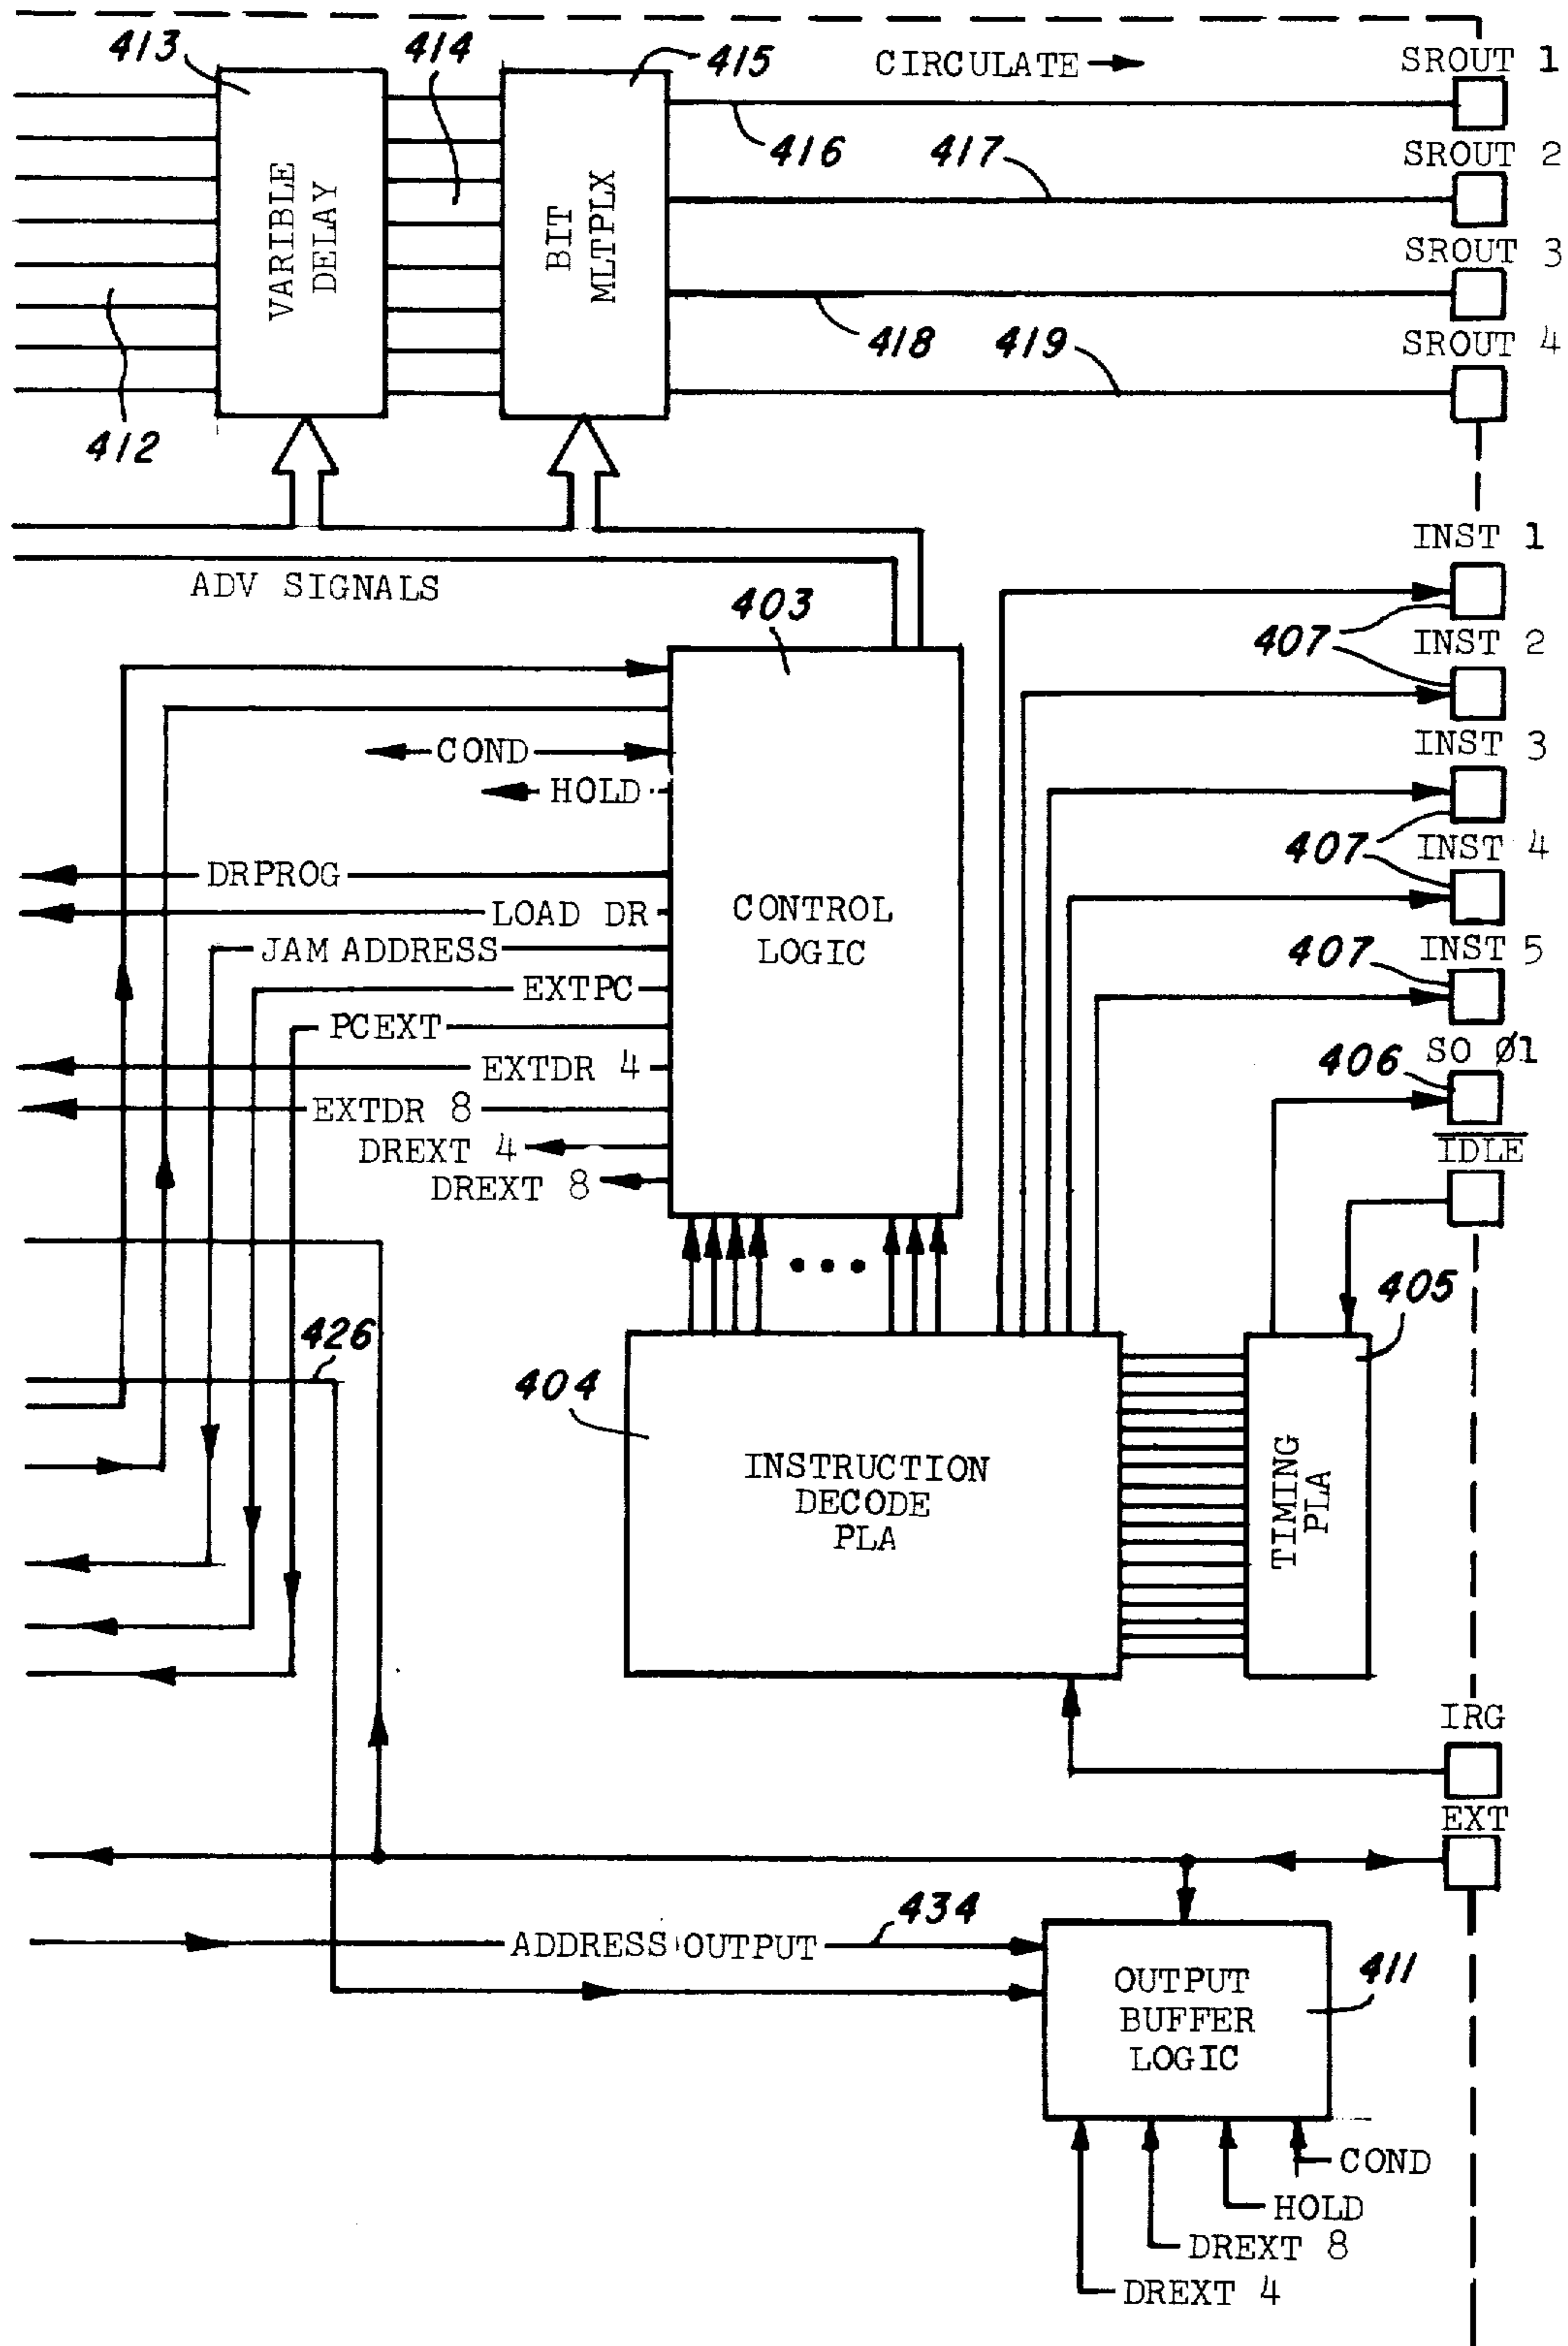 413
414
415
CIRCULATE
SROUT 1
416
417
SROUT 2
VARIBLE
DELAY
BIT
MLTPLX
SROUT 3
418
419
SROUT 4
412
INST 1
ADV SIGNALS
403
407
INST 2
COND
INST 3
HOLD
407
INST 4
DRPROG
CONTROL
LOGIC
LOAD DR
JAM ADDRESS
407
INST 5
EXTPC
PCEXT
406
SO Ø1
EXTDR 4
EXTDR 8
DREXT 4
IDLE
DREXT 8
405
426
404
INSTRUCTION
DECODE
PLA
TIMING
PLA
IRG
EXT
434
ADDRESS OUTPUT
411
OUTPUT
BUFFER
LOGIC
COND
HOLD
DREXT 8
DREXT 4